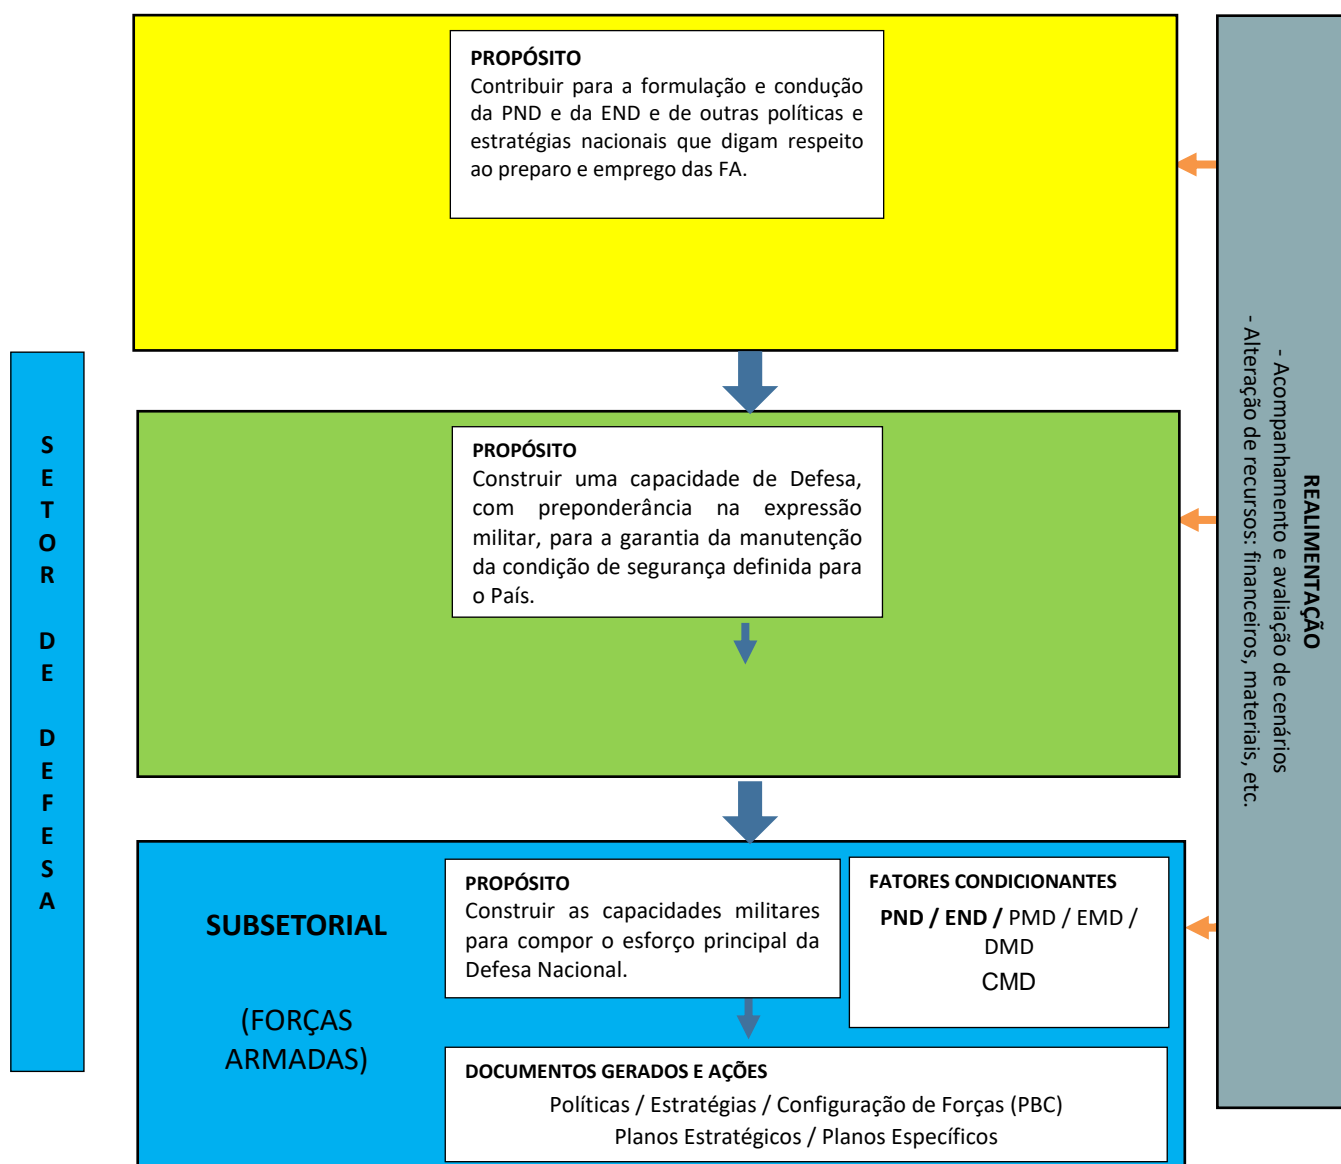 PROPÓSITO
Contribuir para a formulação e condução
da PND e da END e de outras políticas e
estratégias nacionais que digam respeito
ao preparo e emprego das FA.
SETOR DE DEFESA
PROPÓSITO
Construir uma capacidade de Defesa,
com preponderância na expressão
militar, para a garantia da manutenção
da condição de segurança definida para
o País.
SUBSETORIAL
(FORÇAS
ARMADAS)
PROPÓSITO
Construir as capacidades militares
para compor o esforço principal da
Defesa Nacional.
FATORES CONDICIONANTES
PND / END / PMD / EMD /
DMD
CMD
DOCUMENTOS GERADOS E AÇÕES
Políticas / Estratégias / Configuração de Forças (PBC)
Planos Estratégicos / Planos Específicos
REALIMENTAÇÃO
- Acompanhamento e avaliação de cenários
- Alteração de recursos: financeiros, materiais, etc.